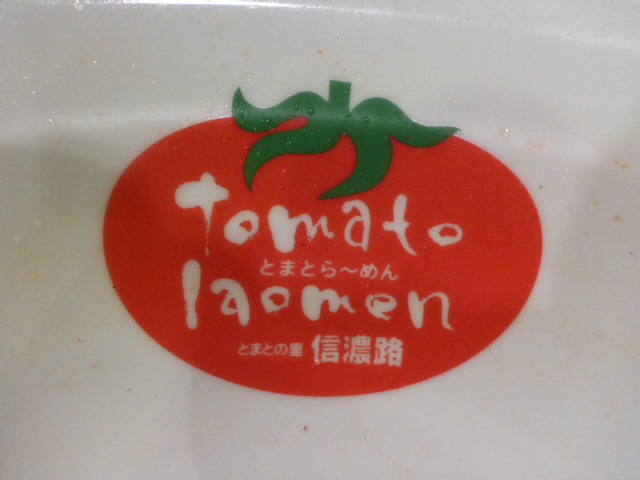 tomato
とまとら〜めん
laomen
とまとの里 信濃路